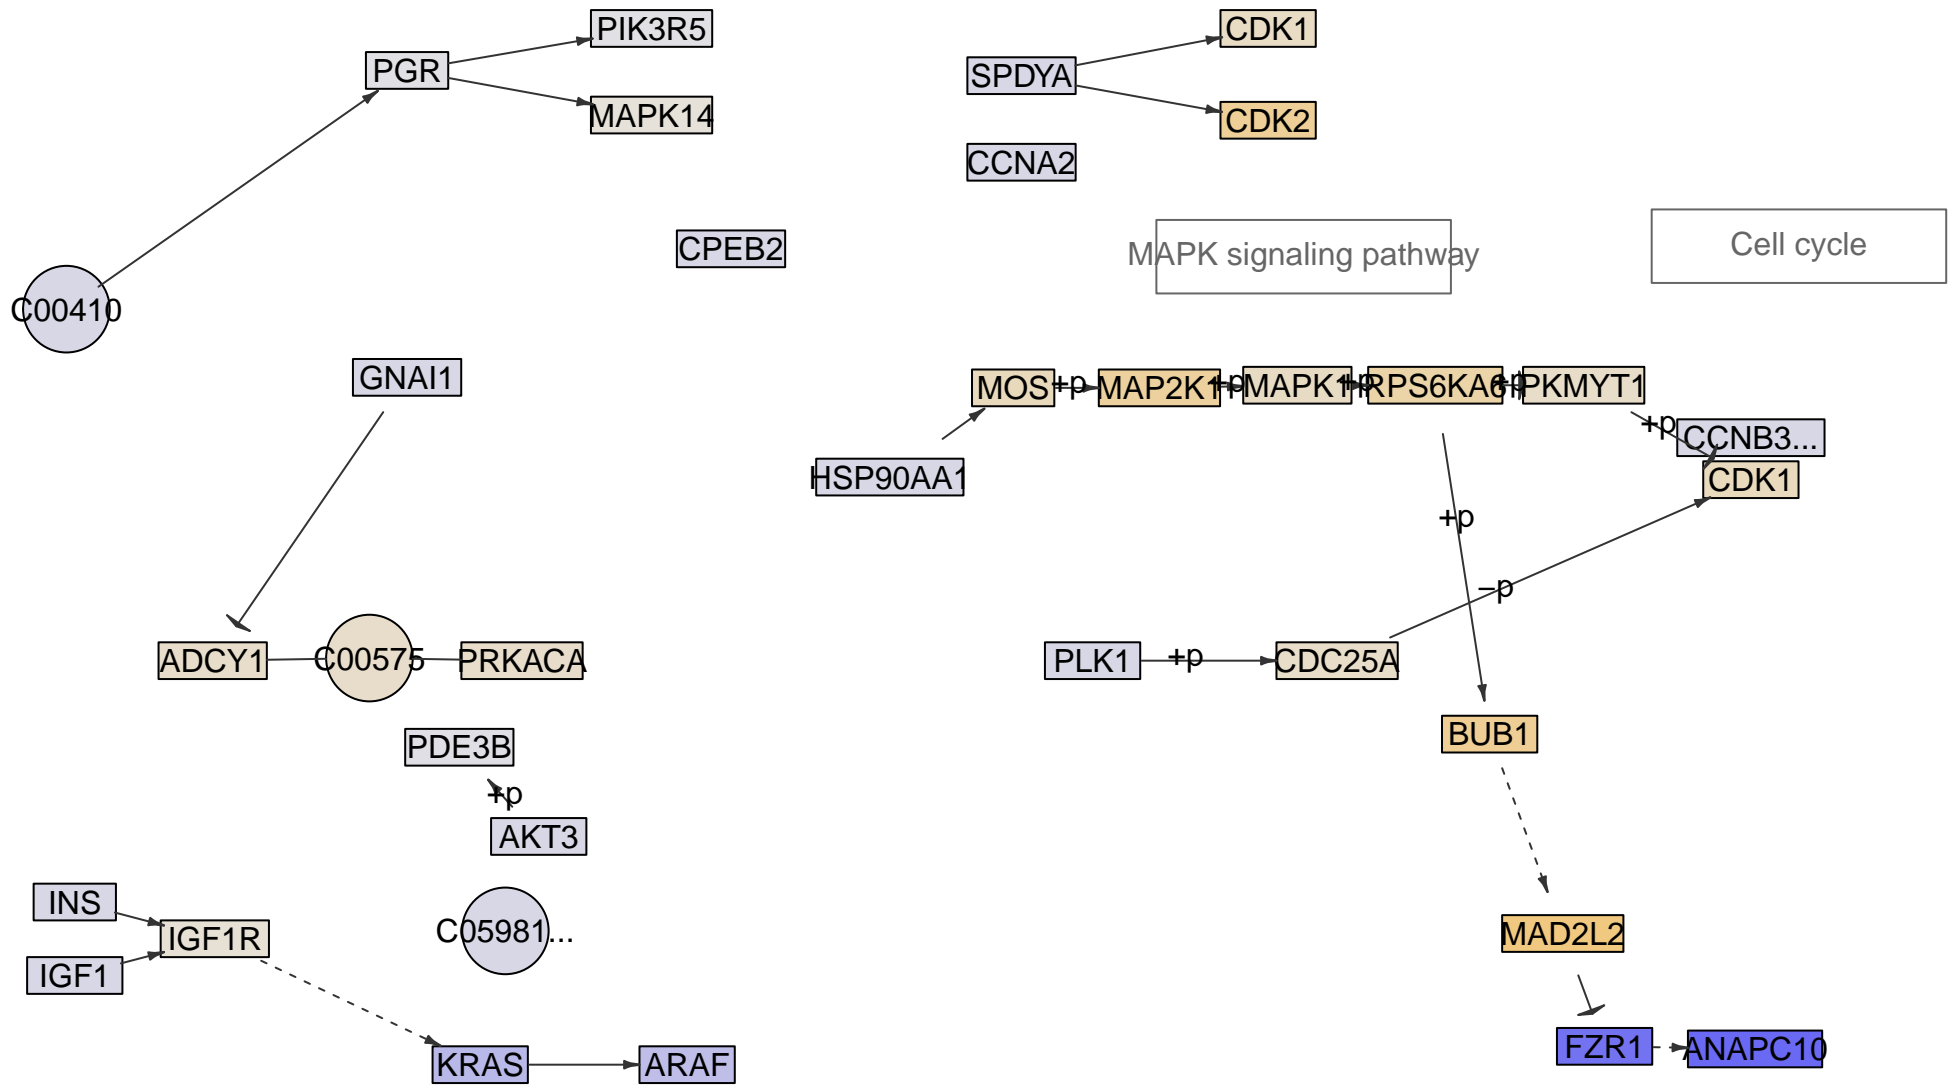 PIK3R5
CDK1
PGR
SPDYA
MAPK14
CDK2
CCNA2
CPEB2
MAPK signaling pathway
Cell cycle
C00410
GNAI1
MOS
+p
MAP2K1
+p
MAPK1
+p
RPS6KA6
+p
PKMYT1
+p
CCNB3...
HSP90AA1
CDK1
+p
−p
ADCY1
C00575
PRKACA
PLK1
+p
CDC25A
BUB1
PDE3B
+p
AKT3
INS
IGF1R
C05981...
MAD2L2
IGF1
KRAS
ARAF
FZR1
ANAPC10